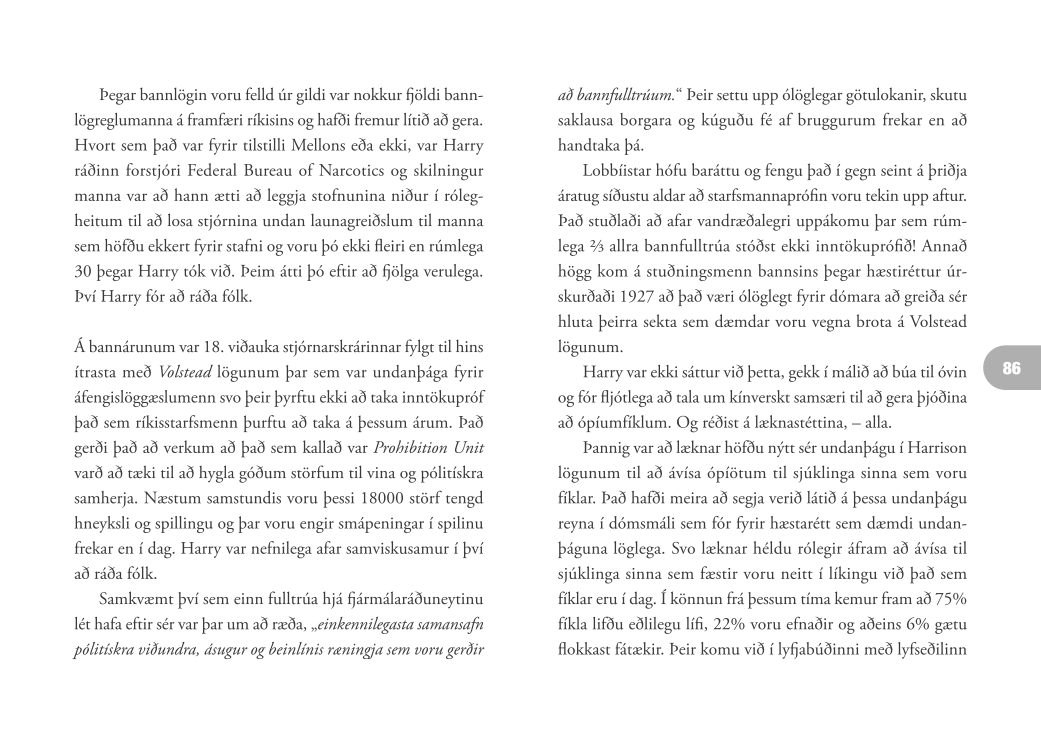 Þegar bannlögin voru felld úr gildi var nokkur fjöldi bann-
lögreglumanna á framfæri ríkisins og hafði fremur lítið að gera.
Hvort sem það var fyrir tilstilli Mellons eða ekki, var Harry
ráðinn forstjóri Federal Bureau of Narcotics og skilningur
manna var að hann ætti að leggja stofnunina niður í róleg-
heitum til að losa stjórnina undan launagreiðslum til manna
sem höfðu ekkert fyrir stafni og voru þó ekki fleiri en rúmlega
30 þegar Harry tók við. Þeim átti þó eftir að fjölga verulega.
Því Harry fór að ráða fólk.
Á bannárunum var 18. viðauka stjórnarskrárinnar fylgt til hins
ítrasta með Volstead lögunum þar sem var undanþága fyrir
áfengislöggæslumenn svo þeir þyrftu ekki að taka inntökupróf
það sem ríkisstarfsmenn þurftu að taka á þessum árum. Það
gerði það að verkum að það sem kallað var Prohibition Unit
varð að tæki til að hygla góðum störfum til vina og pólitískra
samherja. Næstum samstundis voru þessi 18000 störf tengd
hneyksli og spillingu og þar voru engir smápeningar í spilinu
frekar en í dag. Harry var nefnilega afar samviskusamur í því
að ráða fólk.
Samkvæmt því sem einn fulltrúa hjá fjármálaráðuneytinu
lét hafa eftir sér var þar um að ræða, „einkennilegasta samansafn
pólitískra viðundra, ásugur og beinlínis ræningja sem voru gerðir
að bannfulltrúum.“ Þeir settu upp ólöglegar götulokanir, skutu
saklausa borgara og kúguðu fé af bruggurum frekar en að
handtaka þá.
Lobbíistar hófu baráttu og fengu það í gegn seint á þriðja
áratug síðustu aldar að starfsmannaprófin voru tekin upp aftur.
Það stuðlaði að afar vandræðalegri uppákomu þar sem rúm-
lega ⅔ allra bannfulltrúa stóðst ekki inntökuprófið! Annað
högg kom á stuðningsmenn bannsins þegar hæstiréttur úr-
skurðaði 1927 að það væri ólöglegt fyrir dómara að greiða sér
hluta þeirra sekta sem dæmdar voru vegna brota á Volstead
lögunum.
Harry var ekki sáttur við þetta, gekk í málið að búa til óvin
og fór fljótlega að tala um kínverskt samsæri til að gera þjóðina
að ópíumfíklum. Og réðist á læknastéttina, – alla.
Þannig var að læknar höfðu nýtt sér undanþágu í Harrison
lögunum til að ávísa ópíötum til sjúklinga sinna sem voru
fíklar. Það hafði meira að segja verið látið á þessa undanþágu
reyna í dómsmáli sem fór fyrir hæstarétt sem dæmdi undan-
þáguna löglega. Svo læknar héldu rólegir áfram að ávísa til
sjúklinga sinna sem fæstir voru neitt í líkingu við það sem
fíklar eru í dag. Í könnun frá þessum tíma kemur fram að 75%
fíkla lifðu eðlilegu lífi, 22% voru efnaðir og aðeins 6% gætu
flokkast fátækir. Þeir komu við í lyfjabúðinni með lyfseðilinn
86